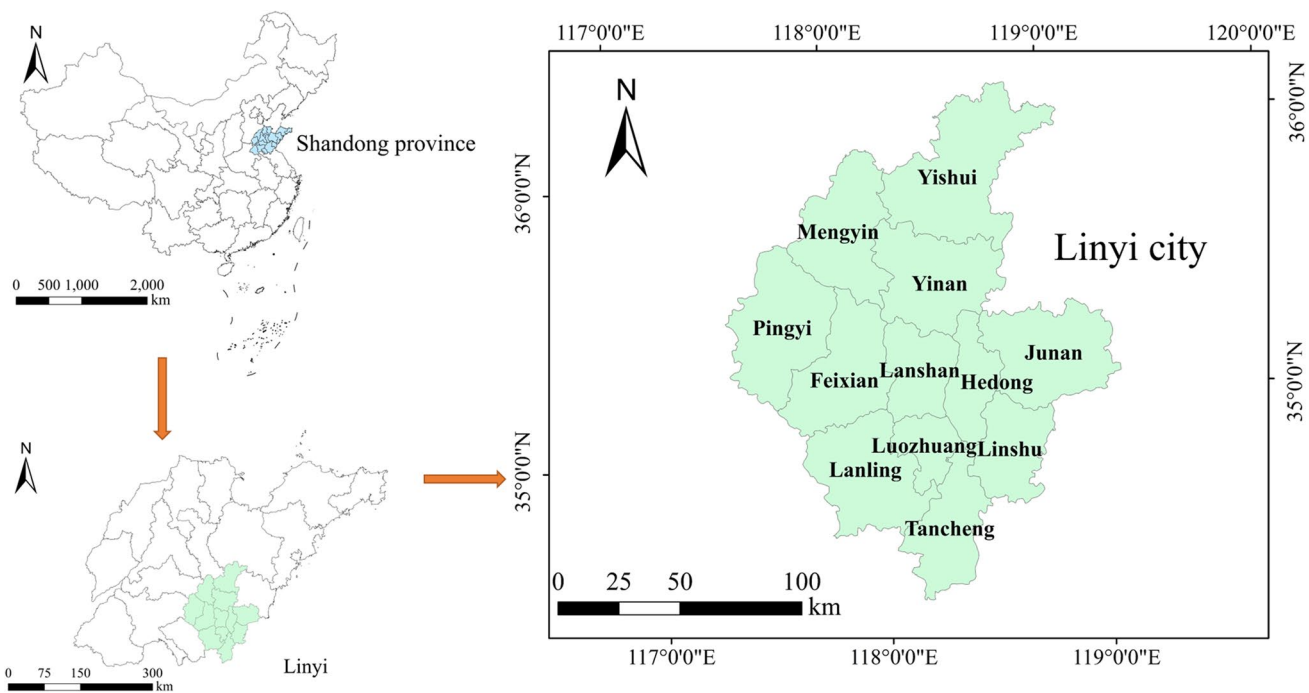 N
Shandong province
0 500 1,000 2,000
km
N
Linyi
0 75 150 300
km
117°0'0"E 118°0'0"E 119°0'0"E 120°0'0"E
36°0'0"N
35°0'0"N
36°0'0"N
35°0'0"N
N
Linyi city
Yishui
Mengyin
Yinan
Pingyi
Junan
Feixian
Lanshan
Hedong
Luozhuang
Linshu
Lanling
Tancheng
0 25 50 100
km
117°0'0"E 118°0'0"E 119°0'0"E